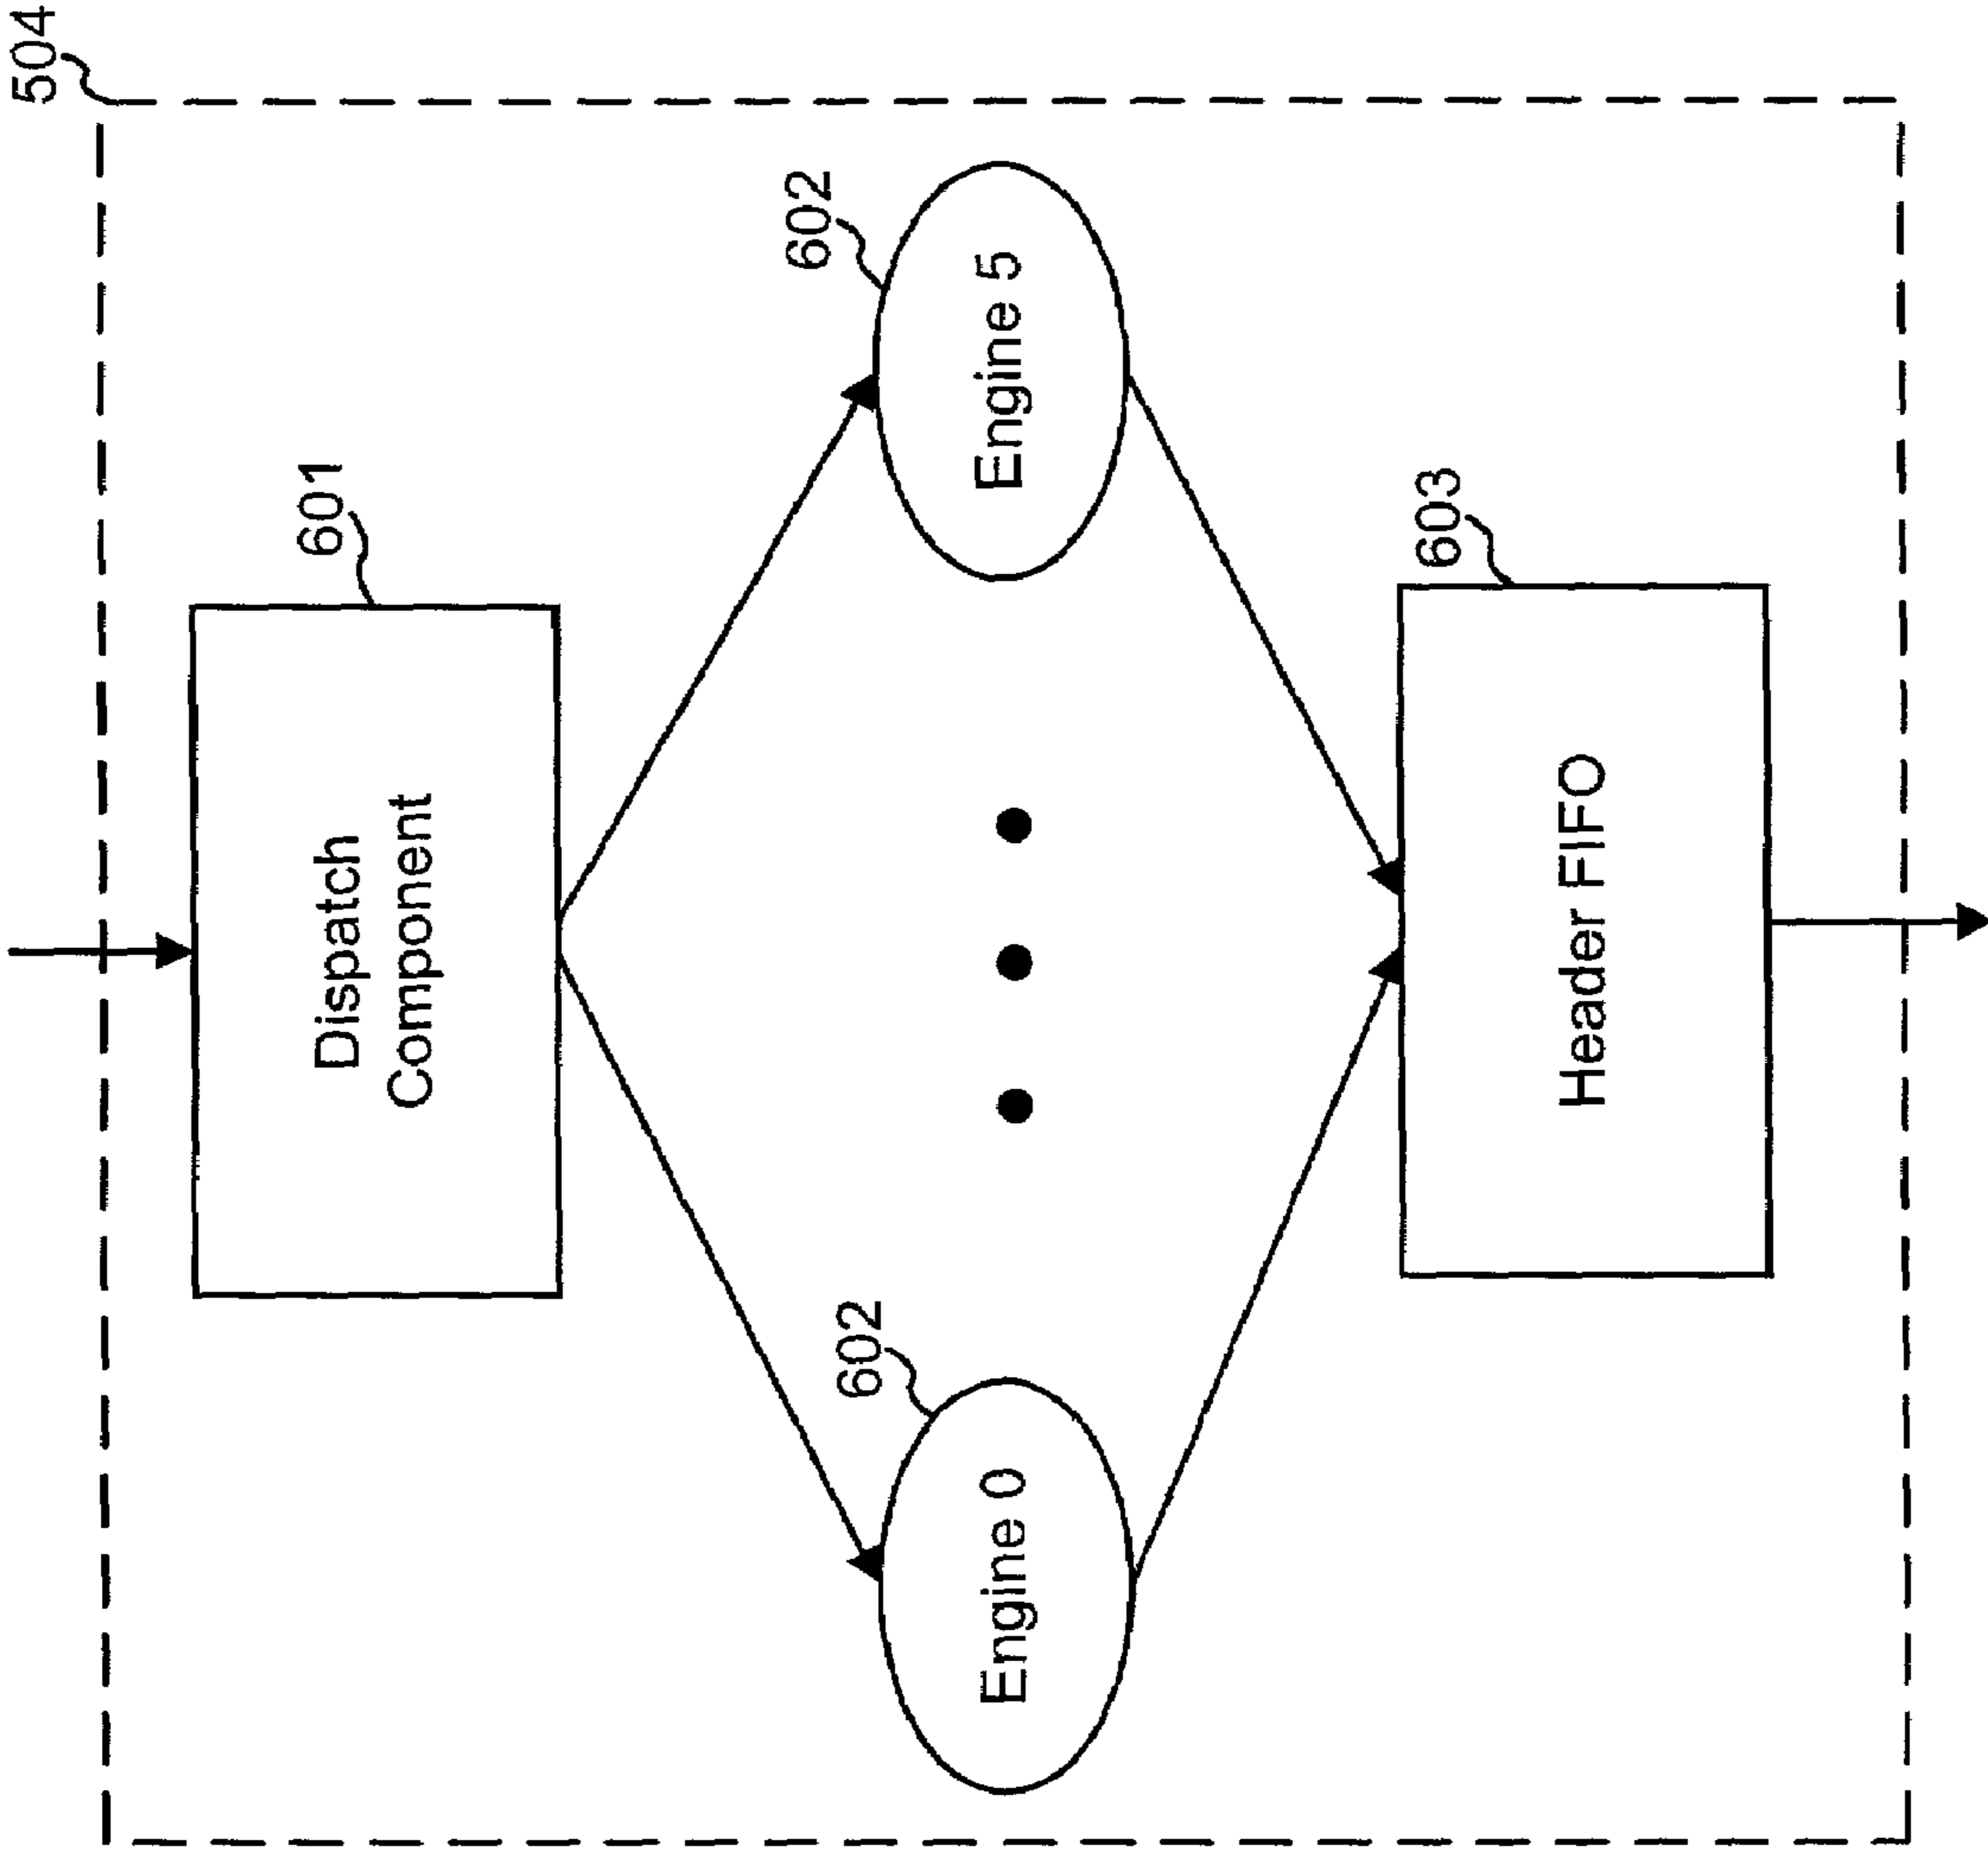 504
601
Dispatch
Component
602
Engine 0
602
Engine 5
603
Header FIFO